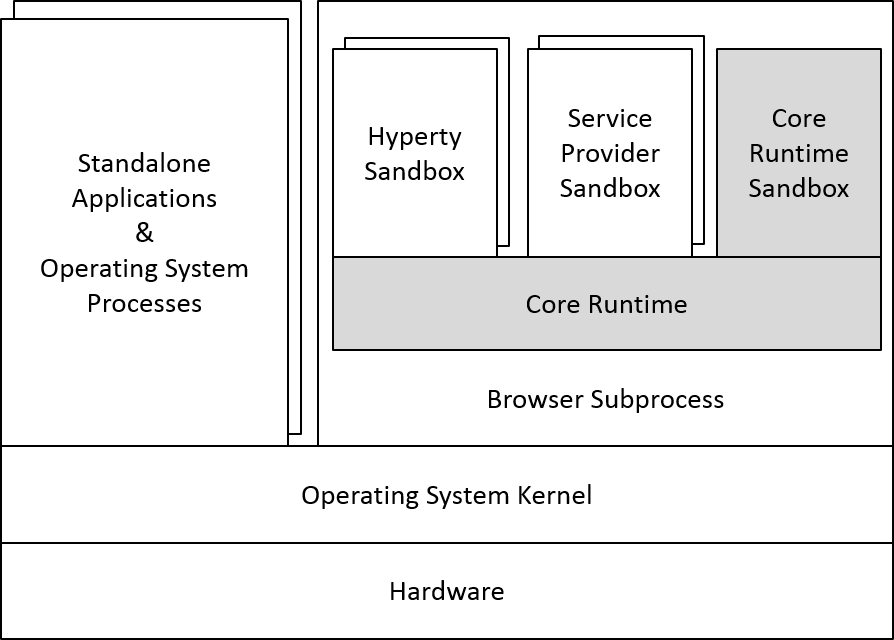 Standalone
Applications
&
Operating System
Processes
Hyperty
Sandbox
Service
Provider
Sandbox
Core
Runtime
Sandbox
Core Runtime
Browser Subprocess
Operating System Kernel
Hardware